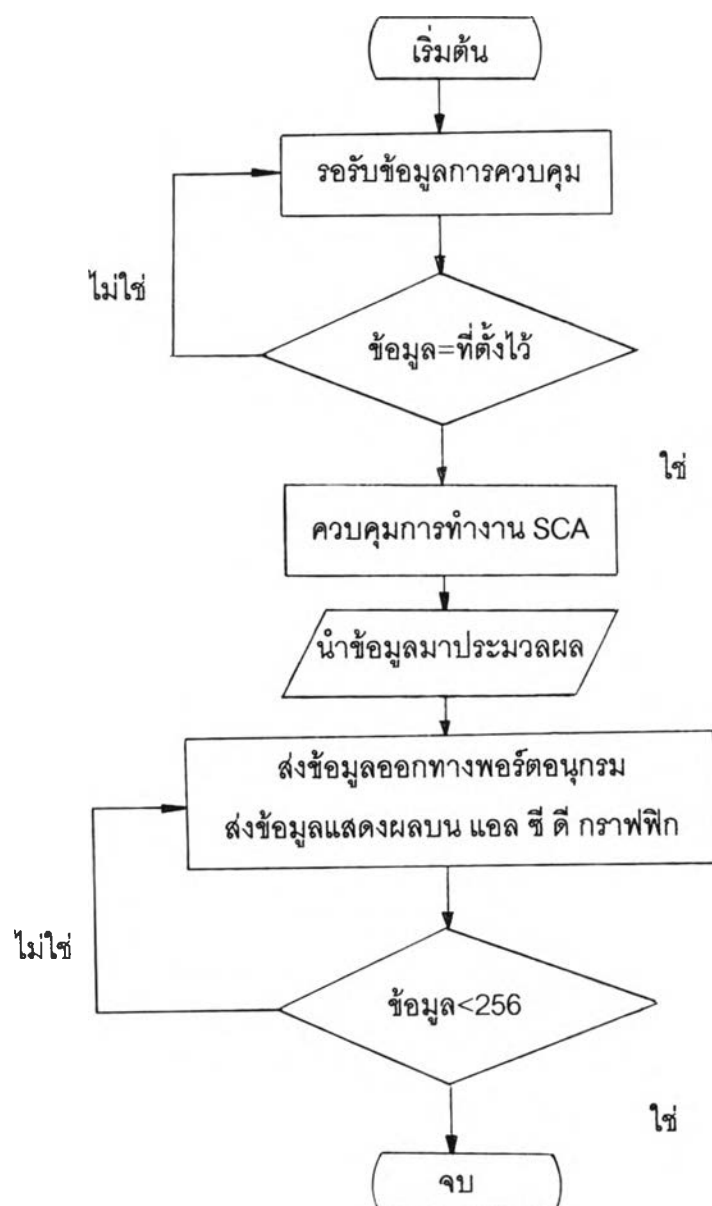 เริ่มต้น
รอรับข้อมูลการควบคุม
ไม่ใช่
ข้อมูล=ที่ตั้งไว้
ใช่
ควบคุมการทำงาน SCA
นำข้อมูลมาประมวลผล
ส่งข้อมูลออกทางพอร์ตอนุกรม
ส่งข้อมูลแสดงผลบน แอล ซี ดี กราฟฟิก
ไม่ใช่
ข้อมูล<256
ใช่
จบ